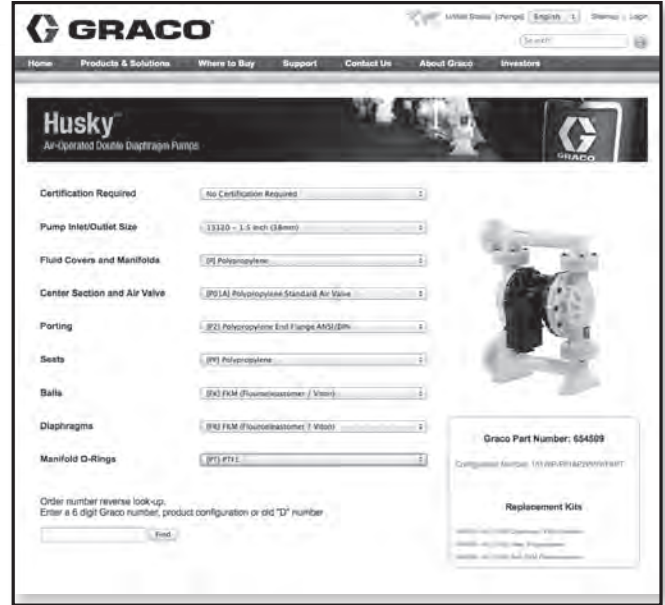 GRACO
United States (change) English Sitemap | Login
Search
Home Products & Solutions Where to Buy Support Contact Us About Graco Investors
Husky™
Air-Operated Double Diaphragm Pumps
GRACO
Certification Required No Certification Required
Pump Inlet/Outlet Size 15120 – 1.5 inch (38mm)
Fluid Covers and Manifolds [P] Polypropylene
Center Section and Air Valve [P01A] Polypropylene Standard Air Valve
Porting [P2] Polypropylene End Flange ANSI/DIN
Seats [PP] Polypropylene
Balls [FK] FKM (Flouroelastomer / Viton)
Diaphragms [FK] FKM (Flouroelastomer / Viton)
Manifold O-Rings [PT] PTFE
Graco Part Number: 654509
Configuration Number:
Replacement Kits
Order number reverse look-up.
Enter a 6 digit Graco number, product configuration or old "D" number
Find